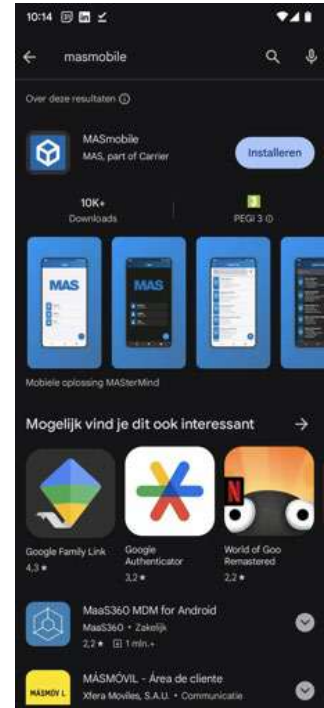 10:14
masmobile
Over deze resultaten
MASmobile
MAS, part of Carrier
Installeren
10K+
Downloads
3
PEGI 3
MAS
MAS
Mobiele oplossing MASterMind
Mogelijk vind je dit ook interessant
Google Family Link
4,3 ★
Google Authenticator
3,2 ★
N
World of Goo Remastered
2,2 ★
MaaS360 MDM for Android
MaaS360 • Zakelijk
2,2 ★ 1 mln.+
MÁSMÓVIL
MÁSMÓVIL - Área de cliente
Xfera Moviles, S.A.U. • Communicatie